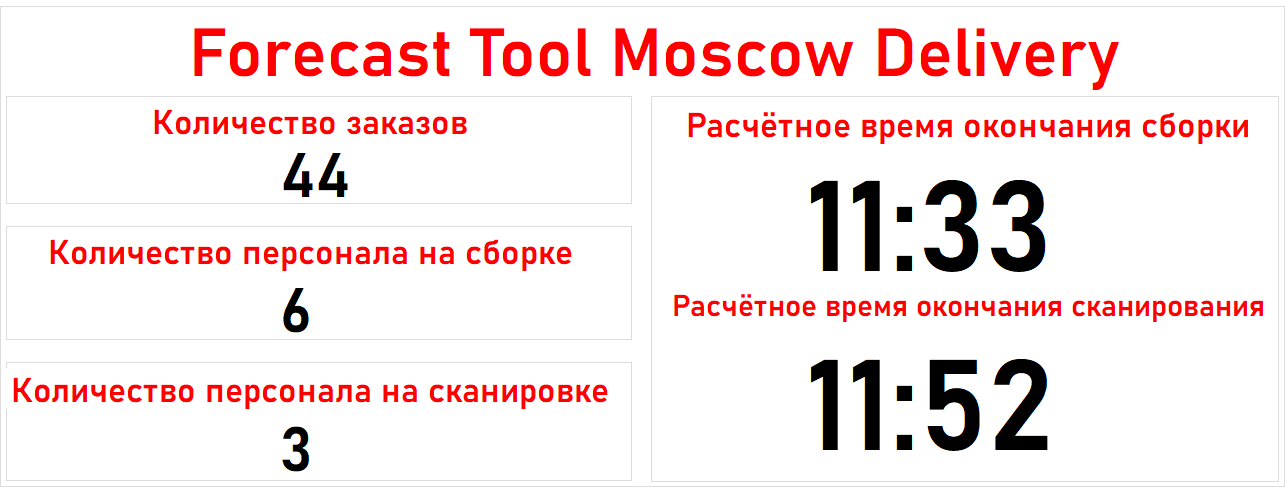 Forecast Tool Moscow Delivery
Количество заказов
44
Количество персонала на сборке
6
Количество персонала на сканировке
3
Расчётное время окончания сборки
11:33
Расчётное время окончания сканирования
11:52